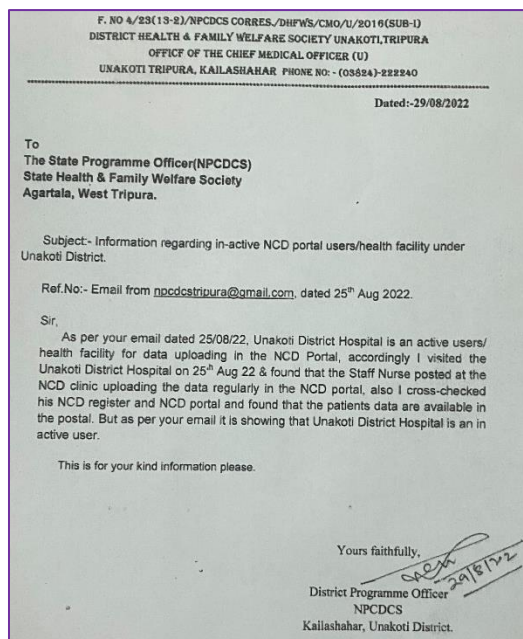 F. NO 4/23(13-2)/NPCDCS CORRES./DHFWS/CMO/U/2016(SUB-I)
DISTRICT HEALTH & FAMILY WELFARE SOCIETY UNAKOTI,TRIPURA
OFFICF OF THE CHIEF MEDICAL OFFICER (U)
UNAKOTI TRIPURA, KAILASHAHAR PHONE NO: - (03824)-222240
Dated:-29/08/2022
To
The State Programme Officer(NPCDCS)
State Health & Family Welfare Society
Agartala, West Tripura.
Subject:- Information regarding in-active NCD portal users/health facility under
Unakoti District.
Ref.No:- Email from npcdcstripura@gmail.com, dated 25th Aug 2022.
Sir,
As per your email dated 25/08/22, Unakoti District Hospital is an active users/
health facility for data uploading in the NCD Portal, accordingly I visited the
Unakoti District Hospital on 25th Aug 22 & found that the Staff Nurse posted at the
NCD clinic uploading the data regularly in the NCD portal, also I cross-checked
his NCD register and NCD portal and found that the patients data are available in
the postal. But as per your email it is showing that Unakoti District Hospital is an in
active user.
This is for your kind information please.
Yours faithfully,
29/8/202
District Programme Officer
NPCDCS
Kailashahar, Unakoti District.